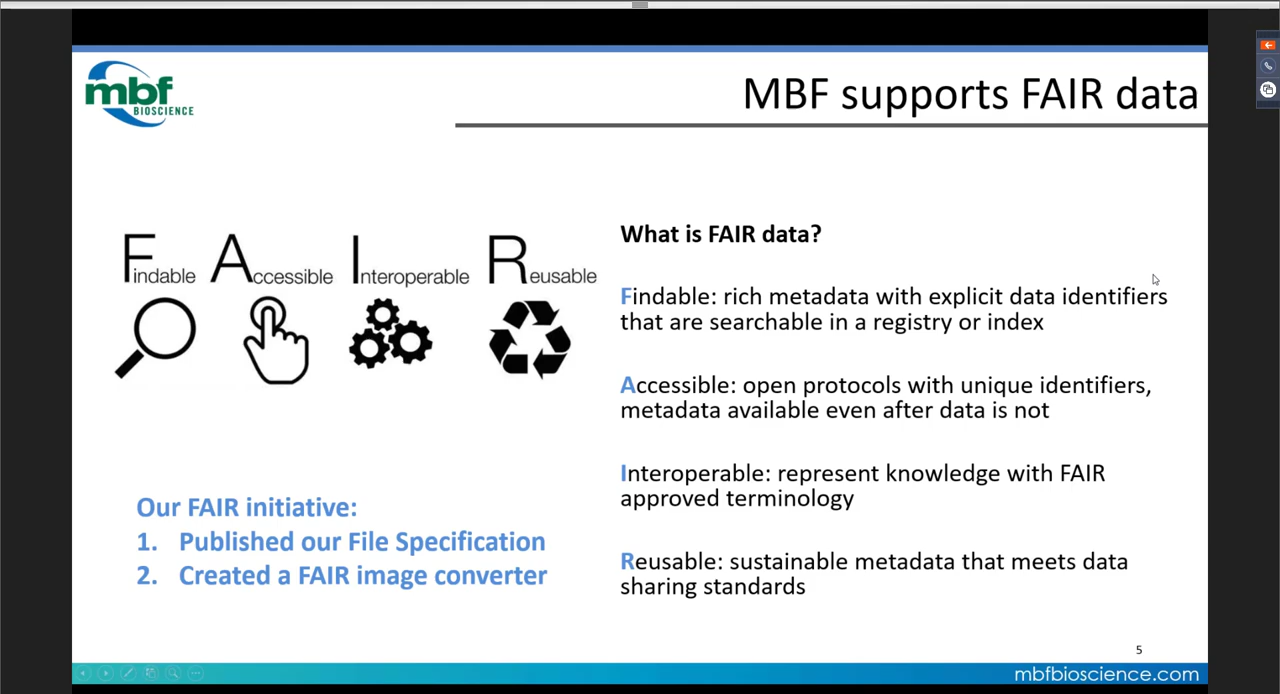 mbf
BIOSCIENCE
MBF supports FAIR data
Findable Accessible Interoperable Reusable
What is FAIR data?
Findable: rich metadata with explicit data identifiers
that are searchable in a registry or index
Accessible: open protocols with unique identifiers,
metadata available even after data is not
Interoperable: represent knowledge with FAIR
approved terminology
Reusable: sustainable metadata that meets data
sharing standards
Our FAIR initiative:
1. Published our File Specification
2. Created a FAIR image converter
5
mbfbioscience.com